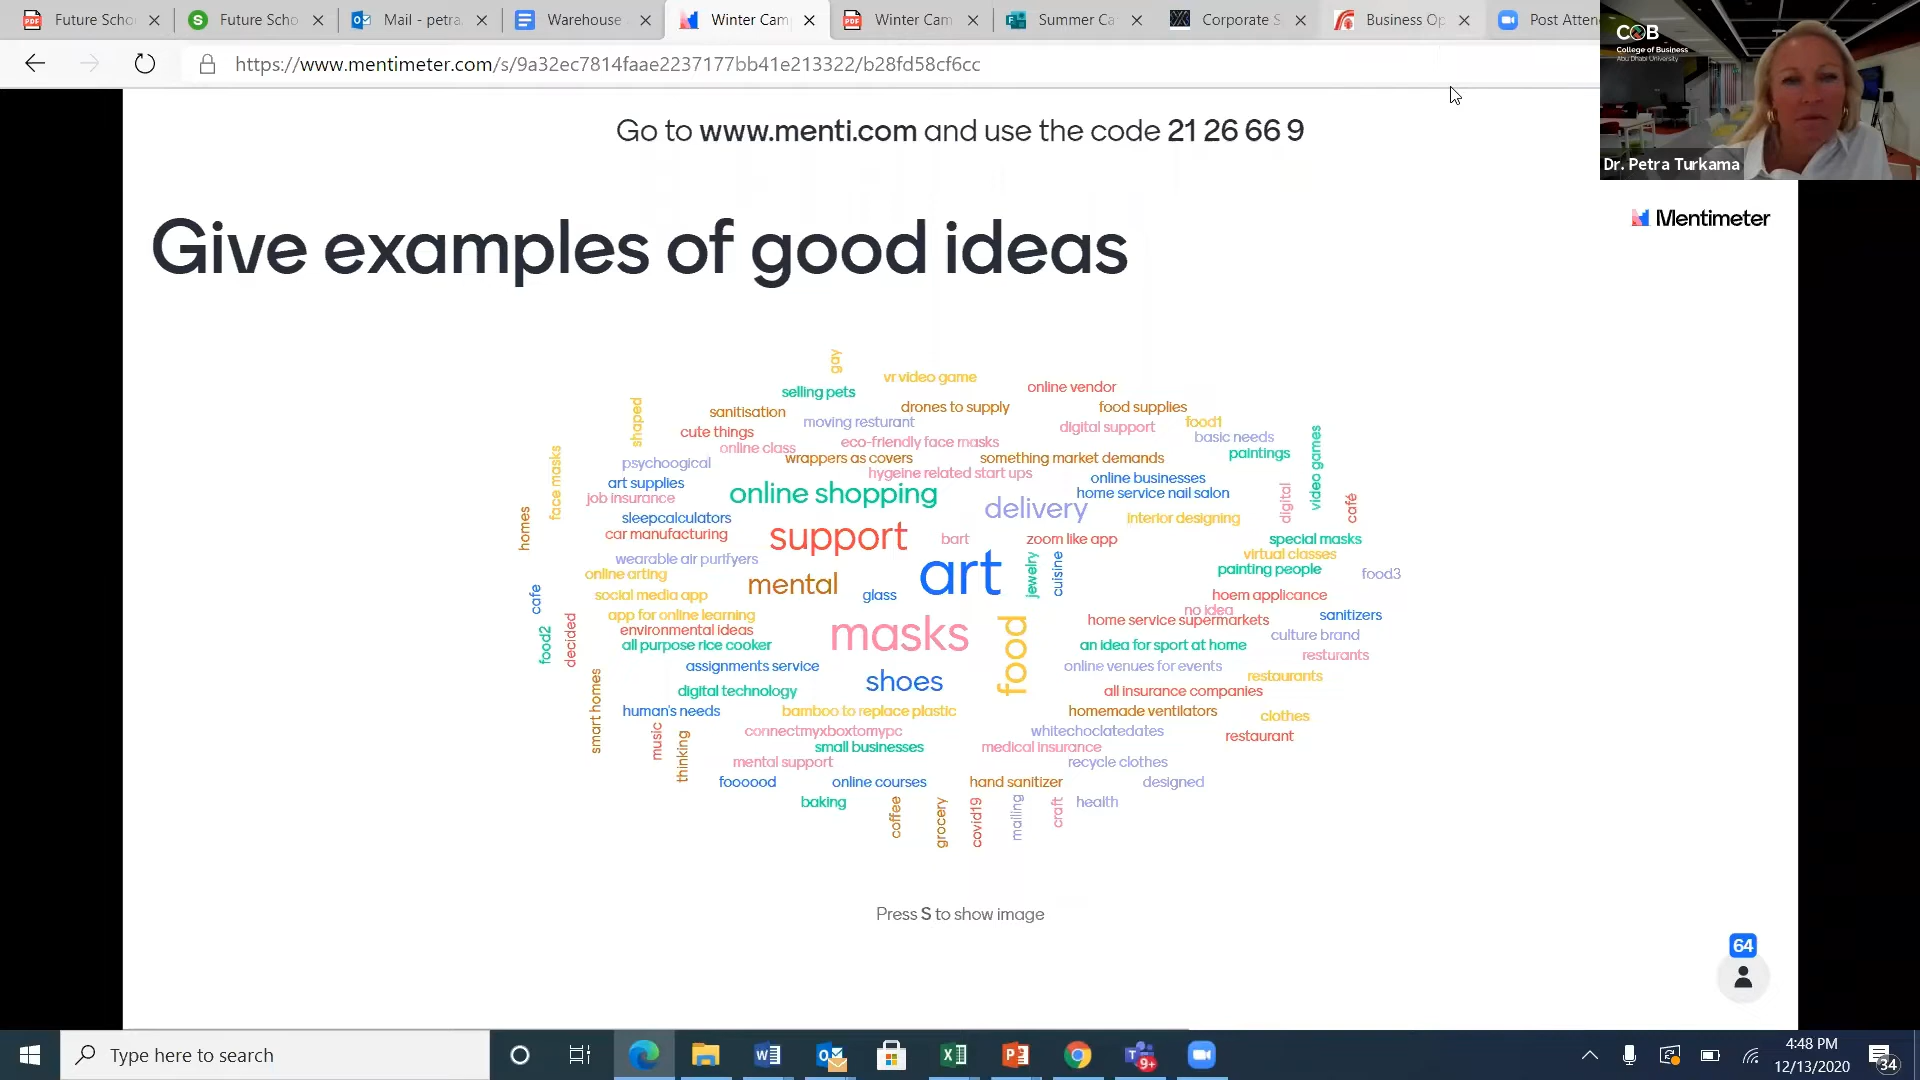 Future Scho
Future Scho
Mail - petra.
Warehouse
Winter Cam
Winter Cam
Summer Ca
Corporate S
Business Op
Post Atten
https://www.mentimeter.com/s/9a32ec7814faae2237177bb41e213322/b28fd58cf6cc
COB
College of Business
Abu Dhabi University
Dr. Petra Turkama
Go to www.menti.com and use the code 21 26 66 9
Mentimeter
Give examples of good ideas
gay
vr video game
online vendor
selling pets
shaped
sanitisation
drones to supply
food supplies
moving resturant
food1
cute things
digital support
basic needs
online class
eco-friendly face masks
paintings
video games
face masks
psychoogical
wrappers as covers
something market demands
hygeine related start ups
online businesses
art supplies
online shopping
home service nail salon
job insurance
delivery
digital
café
homes
sleepcalculators
interior designing
car manufacturing
support
bart
zoom like app
special masks
wearable air purifyers
virtual classes
online arting
art
jewelry
cuisine
painting people
food3
mental
cafe
social media app
glass
hoem applicance
no idea
app for online learning
home service supermarkets
sanitizers
environmental ideas
masks
food
culture brand
food2
decided
all purpose rice cooker
an idea for sport at home
resturants
assignments service
online venues for events
shoes
restaurants
digital technology
all insurance companies
smart homes
human's needs
bamboo to replace plastic
homemade ventilators
clothes
connectmyxboxtomypc
whitechoclatedates
restaurant
music
thinking
small businesses
medical insurance
mental support
recycle clothes
foooood
online courses
hand sanitizer
designed
baking
coffee
grocery
covid19
mailing
craft
health
Press S to show image
64
Type here to search
9+
4:48 PM
12/13/2020
34